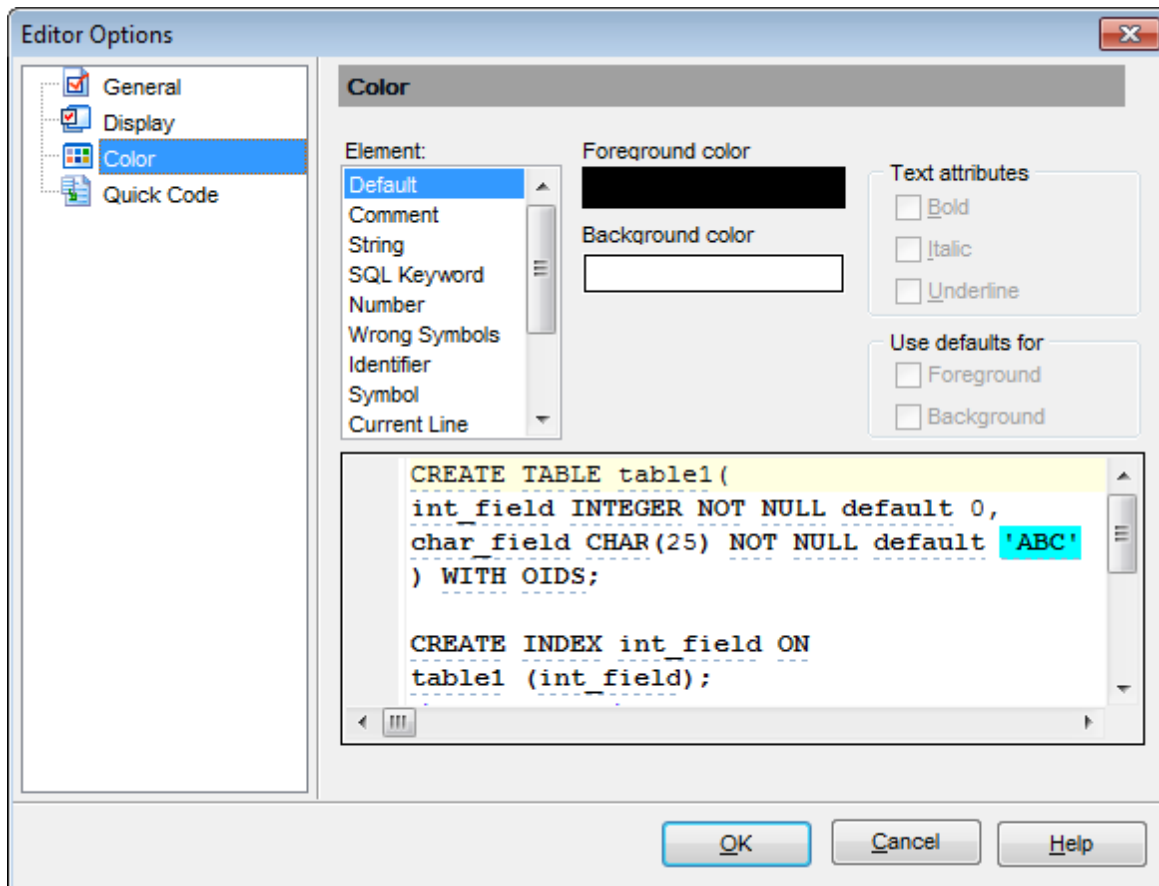 Editor Options
General
Display
Color
Quick Code
Color
Element:
Default
Comment
String
SQL Keyword
Number
Wrong Symbols
Identifier
Symbol
Current Line
Foreground color
Background color
Text attributes
Bold
Italic
Underline
Use defaults for
Foreground
Background
CREATE TABLE table1(
int_field INTEGER NOT NULL default 0,
char_field CHAR(25) NOT NULL default 'ABC'
) WITH OIDS;
CREATE INDEX int_field ON
table1 (int_field);
OK
Cancel
Help